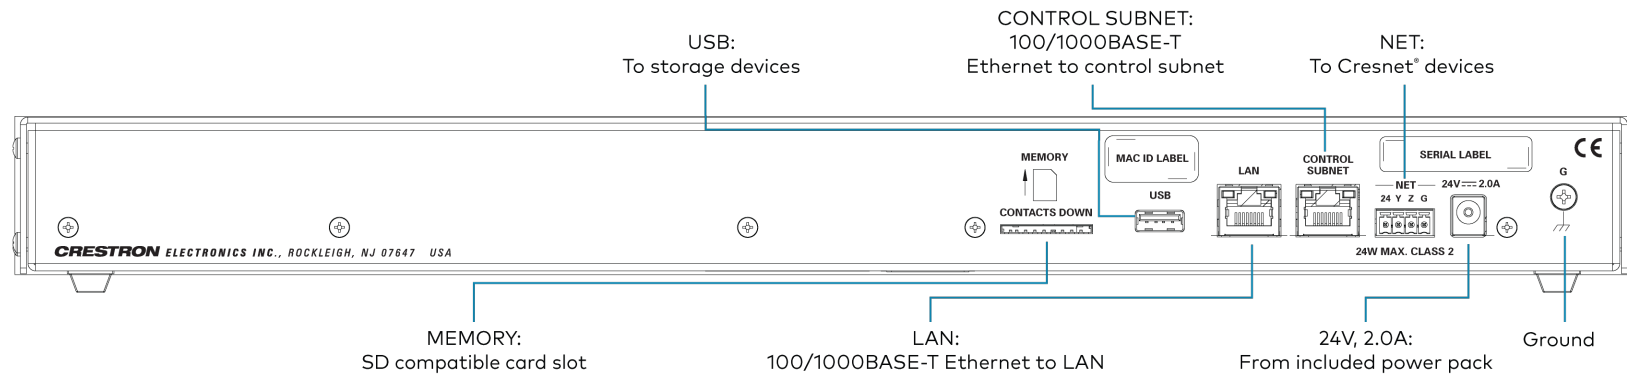 CONTROL SUBNET:
USB:
100/1000BASE-T
NET:
To storage devices
Ethernet to control subnet
To Cresnet® devices
MEMORY
MAC ID LABEL
CONTROL
SUBNET
SERIAL LABEL
CE
LAN
G
NET
24V⎓2.0A
USB
24 Y Z G
CONTACTS DOWN
CRESTRON ELECTRONICS INC., ROCKLEIGH, NJ 07647 USA
24W MAX. CLASS 2
MEMORY:
SD compatible card slot
LAN:
100/1000BASE-T Ethernet to LAN
24V, 2.0A:
From included power pack
Ground